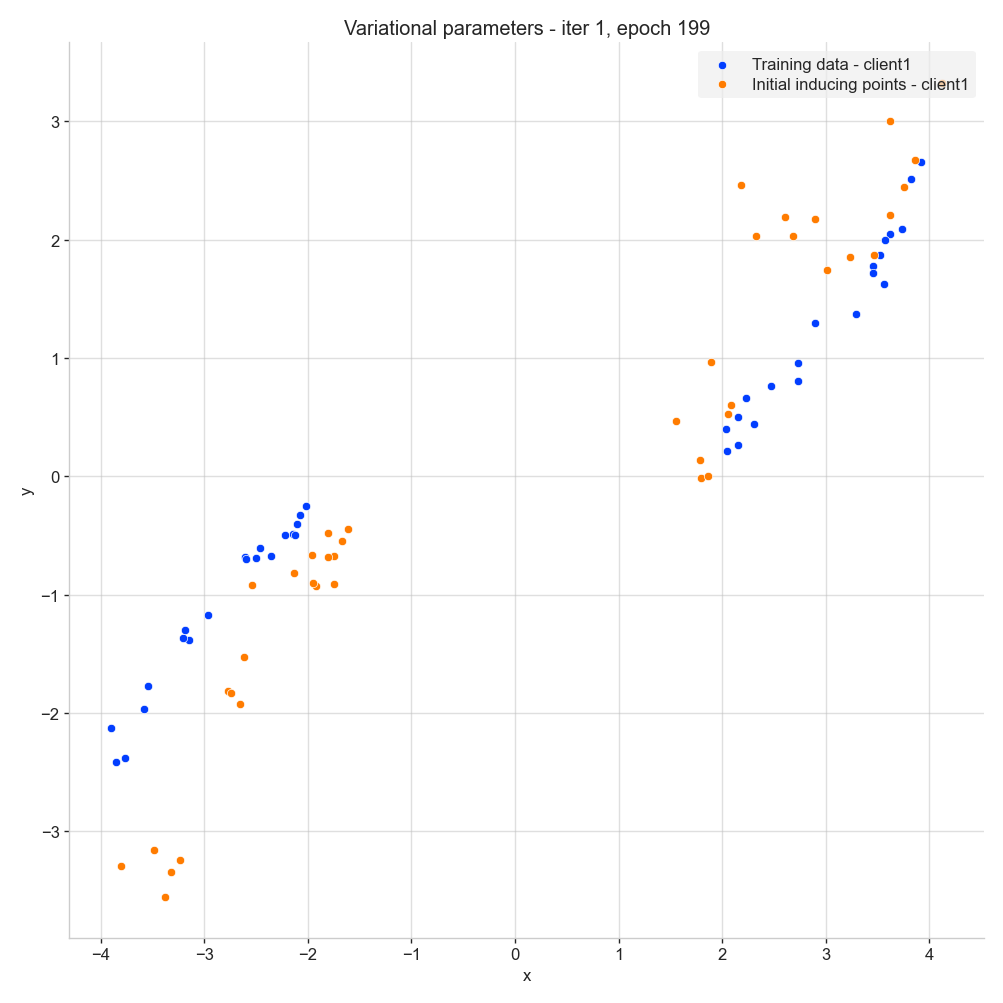 Variational parameters - iter 1, epoch 199
Training data - client1
Initial inducing points - client1
3
2
1
0
−1
−2
−3
y
−4 −3 −2 −1 0 1 2 3 4
x